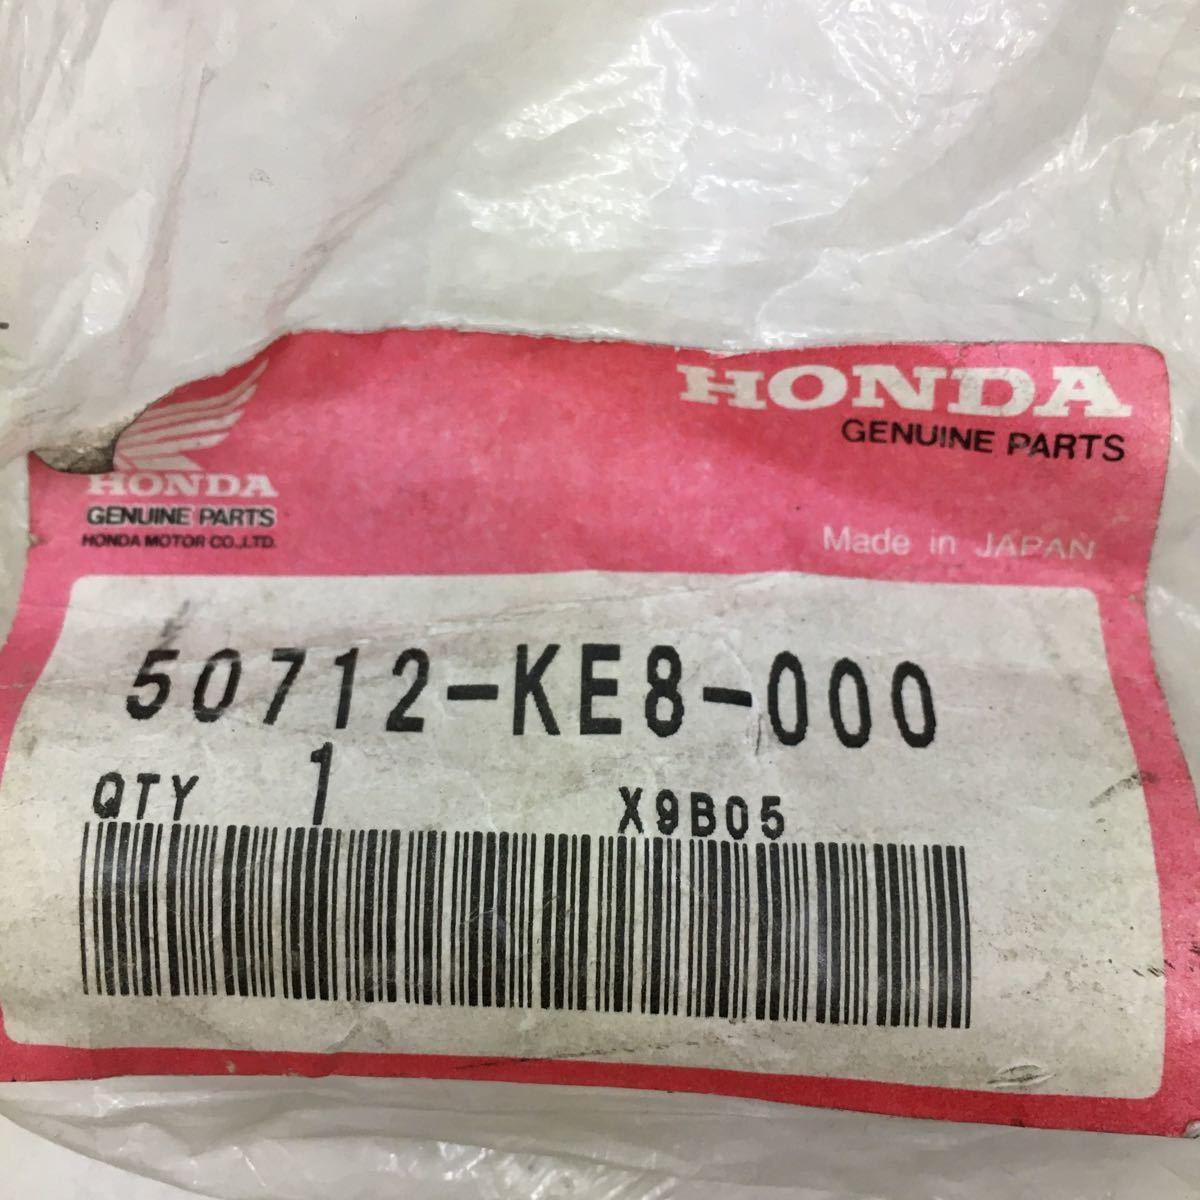 HONDA
GENUINE PARTS
HONDA
GENUINE PARTS
HONDA MOTOR CO.,LTD.
Made in JAPAN
50712-KE8-000
QTY 1 X9B05